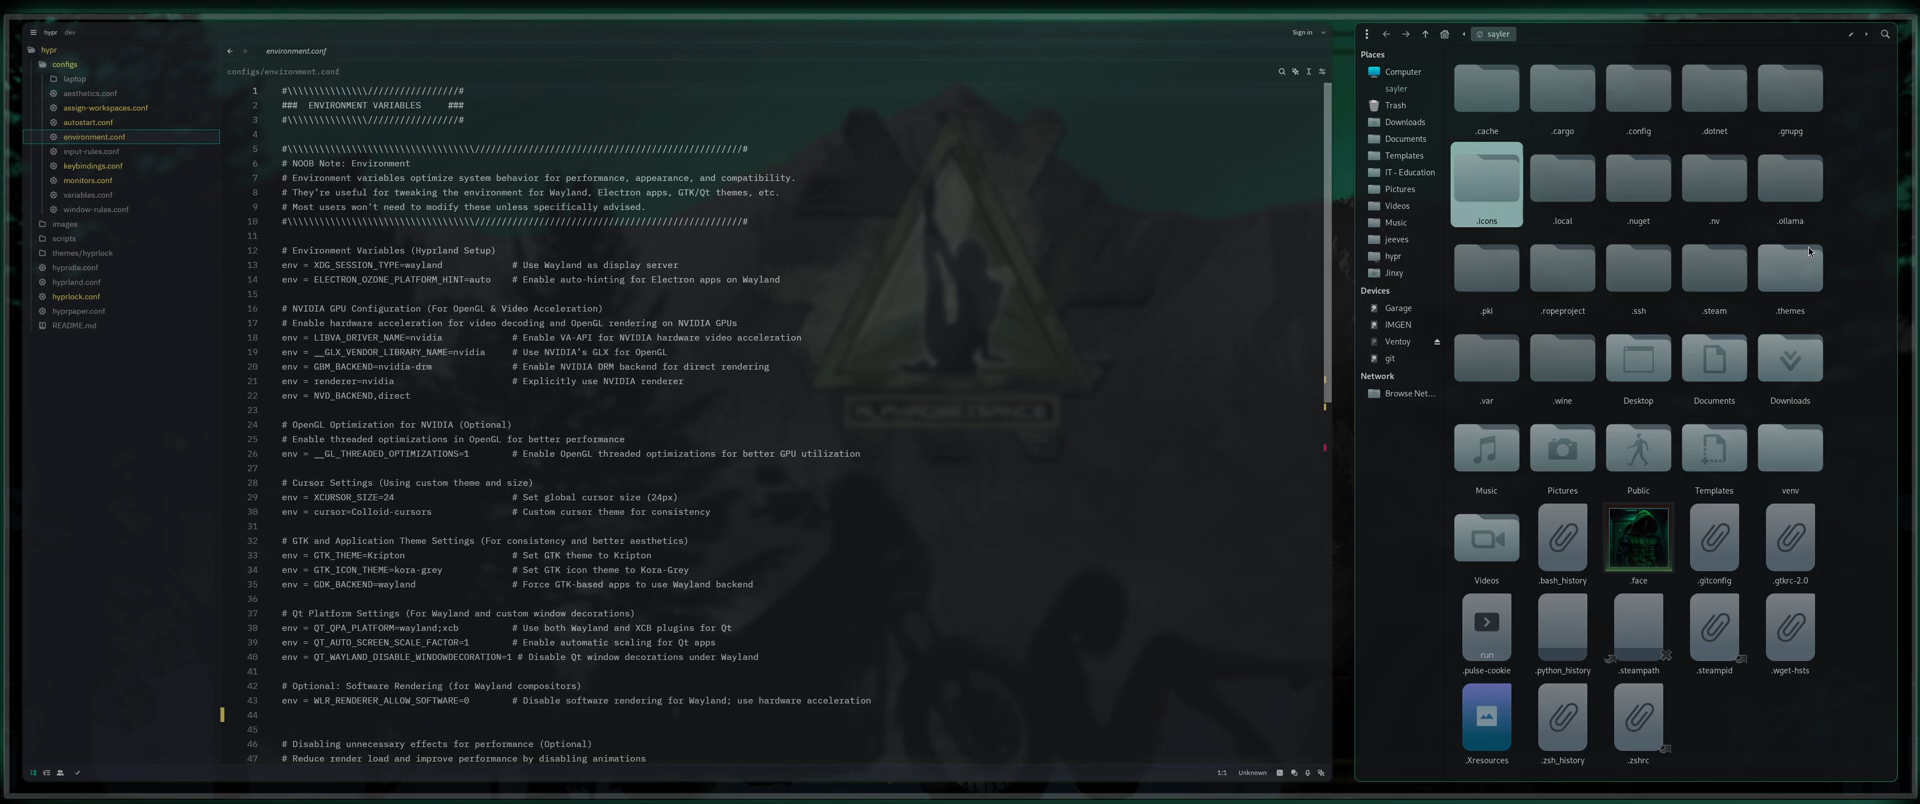 hypr dev
Sign in
hypr
configs
laptop
aesthetics.conf
assign-workspaces.conf
autostart.conf
environment.conf
input-rules.conf
keybindings.conf
monitors.conf
variables.conf
window-rules.conf
images
scripts
themes/hyprlock
hypridle.conf
hyprland.conf
hyprlock.conf
hyprpaper.conf
README.md
environment.conf
configs/environment.conf
1 #\\\\\\\\\\\\\\\\/////////////////#
2 ### ENVIRONMENT VARIABLES ###
3 #\\\\\\\\\\\\\\\\/////////////////#
4
5 #\\\\\\\\\\\\\\\\\\\\\\\\\\\\\\\\\\\\///////////////////////////////////////////////////#
6 # NOOB Note: Environment
7 # Environment variables optimize system behavior for performance, appearance, and compatibility.
8 # They're useful for tweaking the environment for Wayland, Electron apps, GTK/Qt themes, etc.
9 # Most users won't need to modify these unless specifically advised.
10 #\\\\\\\\\\\\\\\\\\\\\\\\\\\\\\\\\\\\///////////////////////////////////////////////////#
11
12 # Environment Variables (Hyprland Setup)
13 env = XDG_SESSION_TYPE=wayland # Use Wayland as display server
14 env = ELECTRON_OZONE_PLATFORM_HINT=auto # Enable auto-hinting for Electron apps on Wayland
15
16 # NVIDIA GPU Configuration (For OpenGL & Video Acceleration)
17 # Enable hardware acceleration for video decoding and OpenGL rendering on NVIDIA GPUs
18 env = LIBVA_DRIVER_NAME=nvidia # Enable VA-API for NVIDIA hardware video acceleration
19 env = __GLX_VENDOR_LIBRARY_NAME=nvidia # Use NVIDIA's GLX for OpenGL
20 env = GBM_BACKEND=nvidia-drm # Enable NVIDIA DRM backend for direct rendering
21 env = renderer=nvidia # Explicitly use NVIDIA renderer
22 env = NVD_BACKEND,direct
23
24 # OpenGL Optimization for NVIDIA (Optional)
25 # Enable threaded optimizations in OpenGL for better performance
26 env = __GL_THREADED_OPTIMIZATIONS=1 # Enable OpenGL threaded optimizations for better GPU utilization
27
28 # Cursor Settings (Using custom theme and size)
29 env = XCURSOR_SIZE=24 # Set global cursor size (24px)
30 env = cursor=Colloid-cursors # Custom cursor theme for consistency
31
32 # GTK and Application Theme Settings (For consistency and better aesthetics)
33 env = GTK_THEME=Kripton # Set GTK theme to Kripton
34 env = GTK_ICON_THEME=kora-grey # Set GTK icon theme to Kora-Grey
35 env = GDK_BACKEND=wayland # Force GTK-based apps to use Wayland backend
36
37 # Qt Platform Settings (For Wayland and custom window decorations)
38 env = QT_QPA_PLATFORM=wayland;xcb # Use both Wayland and XCB plugins for Qt
39 env = QT_AUTO_SCREEN_SCALE_FACTOR=1 # Enable automatic scaling for Qt apps
40 env = QT_WAYLAND_DISABLE_WINDOWDECORATION=1 # Disable Qt window decorations under Wayland
41
42 # Optional: Software Rendering (for Wayland compositors)
43 env = WLR_RENDERER_ALLOW_SOFTWARE=0 # Disable software rendering for Wayland; use hardware acceleration
44
45
46 # Disabling unnecessary effects for performance (Optional)
47 # Reduce render load and improve performance by disabling animations
1:1 Unknown
sayler
Places
Computer
sayler
Trash
Downloads
Documents
Templates
IT - Education
Pictures
Videos
Music
jeeves
hypr
Jinxy
Devices
Garage
IMGEN
Ventoy
git
Network
Browse Net...
.cache .cargo .config .dotnet .gnupg
.icons .local .nuget .nv .ollama
.pki .ropeproject .ssh .steam .themes
.var .wine Desktop Documents Downloads
Music Pictures Public Templates venv
Videos .bash_history .face .gitconfig .gtkrc-2.0
run
.pulse-cookie .python_history .steampath .steampid .wget-hsts
.Xresources .zsh_history .zshrc